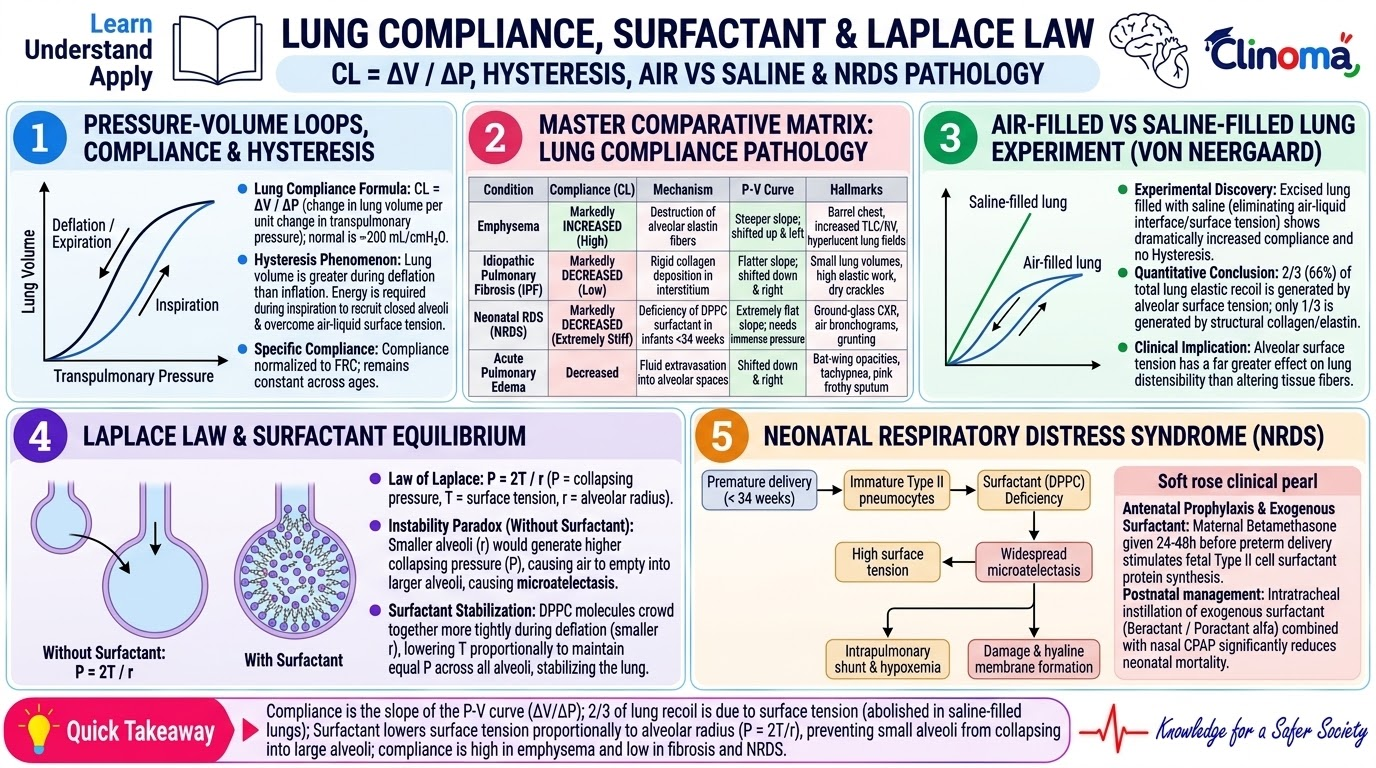 Learn
Understand
Apply
LUNG COMPLIANCE, SURFACTANT & LAPLACE LAW
CL = ΔV / ΔP, HYSTERESIS, AIR VS SALINE & NRDS PATHOLOGY
Clinoma
1
PRESSURE-VOLUME LOOPS,
COMPLIANCE & HYSTERESIS
Lung Volume
Deflation /
Expiration
Inspiration
Transpulmonary Pressure
Lung Compliance Formula: CL =
ΔV / ΔP (change in lung volume per
unit change in transpulmonary
pressure); normal is ≈200 mL/cmH₂O.
Hysteresis Phenomenon: Lung
volume is greater during deflation
than inflation. Energy is required
during inspiration to recruit closed alveoli
& overcome air-liquid surface tension.
Specific Compliance: Compliance
normalized to FRC; remains
constant across ages.
2
MASTER COMPARATIVE MATRIX:
LUNG COMPLIANCE PATHOLOGY
Condition
Compliance (CL)
Mechanism
P-V Curve
Hallmarks
Emphysema
Markedly
INCREASED
(High)
Destruction of
alveolar elastin
fibers
Steeper slope;
shifted up & left
Barrel chest,
increased TLC/RV,
hyperlucent lung fields
Idiopathic
Pulmonary
Fibrosis (IPF)
Markedly
DECREASED
(Low)
Rigid collagen
deposition in
interstitium
Flatter slope;
shifted down
& right
Small lung volumes,
high elastic work,
dry crackles
Neonatal RDS
(NRDS)
Markedly
DECREASED
(Extremely Stiff)
Deficiency of DPPC
surfactant in
infants <34 weeks
Extremely flat
slope; needs
immense pressure
Ground-glass CXR,
air bronchograms,
grunting
Acute
Pulmonary
Edema
Decreased
Fluid extravasation
into alveolar spaces
Shifted down
& right
Bat-wing opacities,
tachypnea, pink
frothy sputum
3
AIR-FILLED VS SALINE-FILLED LUNG
EXPERIMENT (VON NEERGAARD)
Saline-filled lung
Air-filled lung
Experimental Discovery: Excised lung
filled with saline (eliminating air-liquid
interface/surface tension) shows
dramatically increased compliance and
no Hysteresis.
Quantitative Conclusion: 2/3 (66%) of
total lung elastic recoil is generated by
alveolar surface tension; only 1/3 is
generated by structural collagen/elastin.
Clinical Implication: Alveolar surface
tension has a far greater effect on lung
distensibility than altering tissue fibers.
4
LAPLACE LAW & SURFACTANT EQUILIBRIUM
Without Surfactant:
P = 2T / r
With Surfactant
Law of Laplace: P = 2T / r (P = collapsing
pressure, T = surface tension, r = alveolar radius).
Instability Paradox (Without Surfactant):
Smaller alveoli (r) would generate higher
collapsing pressure (P), causing air to empty into
larger alveoli, causing microatelectasis.
Surfactant Stabilization: DPPC molecules crowd
together more tightly during deflation (smaller
r), lowering T proportionally to maintain
equal P across all alveoli, stabilizing the lung.
5
NEONATAL RESPIRATORY DISTRESS SYNDROME (NRDS)
Premature delivery
(< 34 weeks)
Immature Type II
pneumocytes
Surfactant (DPPC)
Deficiency
High surface
tension
Widespread
microatelectasis
Intrapulmonary
shunt & hypoxemia
Damage & hyaline
membrane formation
Soft rose clinical pearl
Antenatal Prophylaxis & Exogenous
Surfactant: Maternal Betamethasone
given 24-48h before preterm delivery
stimulates fetal Type II cell surfactant
protein synthesis.
Postnatal management: Intratracheal
instillation of exogenous surfactant
(Beractant / Poractant alfa) combined
with nasal CPAP significantly reduces
neonatal mortality.
Quick Takeaway
Compliance is the slope of the P-V curve (ΔV/ΔP); 2/3 of lung recoil is due to surface tension (abolished in saline-filled
lungs); Surfactant lowers surface tension proportionally to alveolar radius (P = 2T/r), preventing small alveoli from collapsing
into large alveoli; compliance is high in emphysema and low in fibrosis and NRDS.
Knowledge for a Safer Society